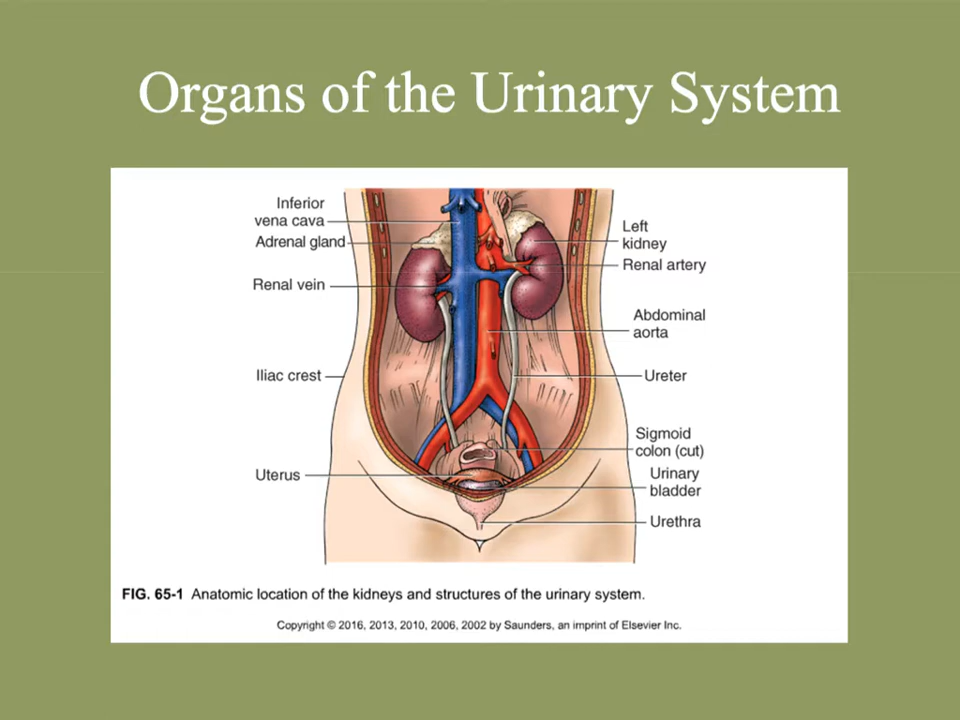 Organs of the Urinary System
Inferior
vena cava
Adrenal gland
Renal vein
Iliac crest
Uterus
Left
kidney
Renal artery
Abdominal
aorta
Ureter
Sigmoid
colon (cut)
Urinary
bladder
Urethra
FIG. 65-1 Anatomic location of the kidneys and structures of the urinary system.
Copyright © 2016, 2013, 2010, 2006, 2002 by Saunders, an imprint of Elsevier Inc.